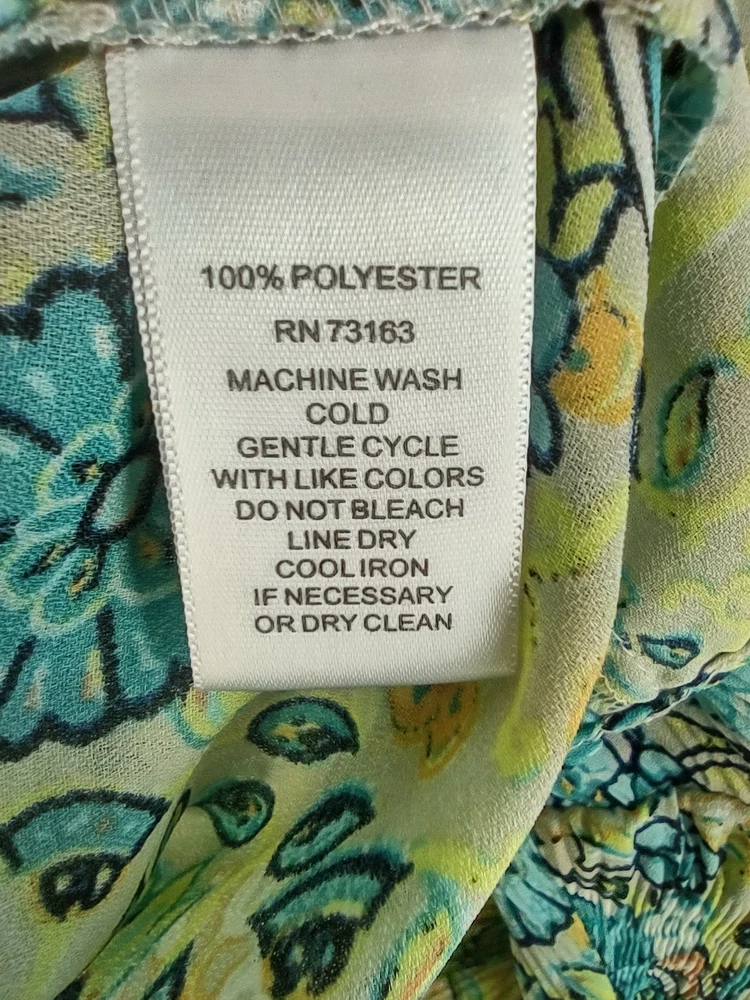 100% POLYESTER
RN 73163
MACHINE WASH
COLD
GENTLE CYCLE
WITH LIKE COLORS
DO NOT BLEACH
LINE DRY
COOL IRON
IF NECESSARY
OR DRY CLEAN